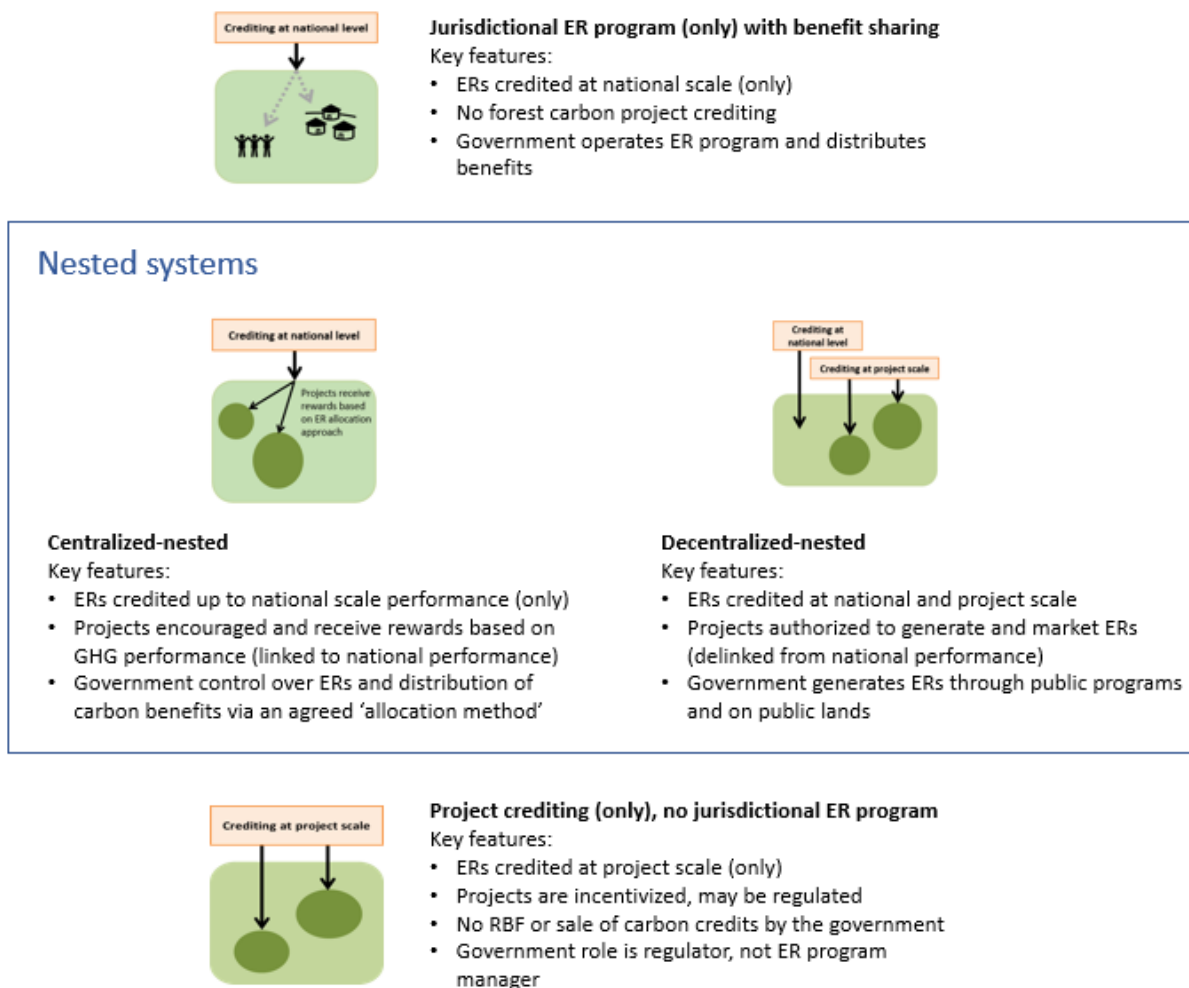 Crediting at national level
Jurisdictional ER program (only) with benefit sharing
Key features:
• ERs credited at national scale (only)
• No forest carbon project crediting
• Government operates ER program and distributes
benefits
Nested systems
Crediting at national level
Projects receive
rewards based
on ER allocation
approach
Crediting at
national level
Crediting at project scale
Centralized-nested
Key features:
• ERs credited up to national scale performance (only)
• Projects encouraged and receive rewards based on
GHG performance (linked to national performance)
• Government control over ERs and distribution of
carbon benefits via an agreed ‘allocation method’
Decentralized-nested
Key features:
• ERs credited at national and project scale
• Projects authorized to generate and market ERs
(delinked from national performance)
• Government generates ERs through public programs
and on public lands
Crediting at project scale
Project crediting (only), no jurisdictional ER program
Key features:
• ERs credited at project scale (only)
• Projects are incentivized, may be regulated
• No RBF or sale of carbon credits by the government
• Government role is regulator, not ER program
manager